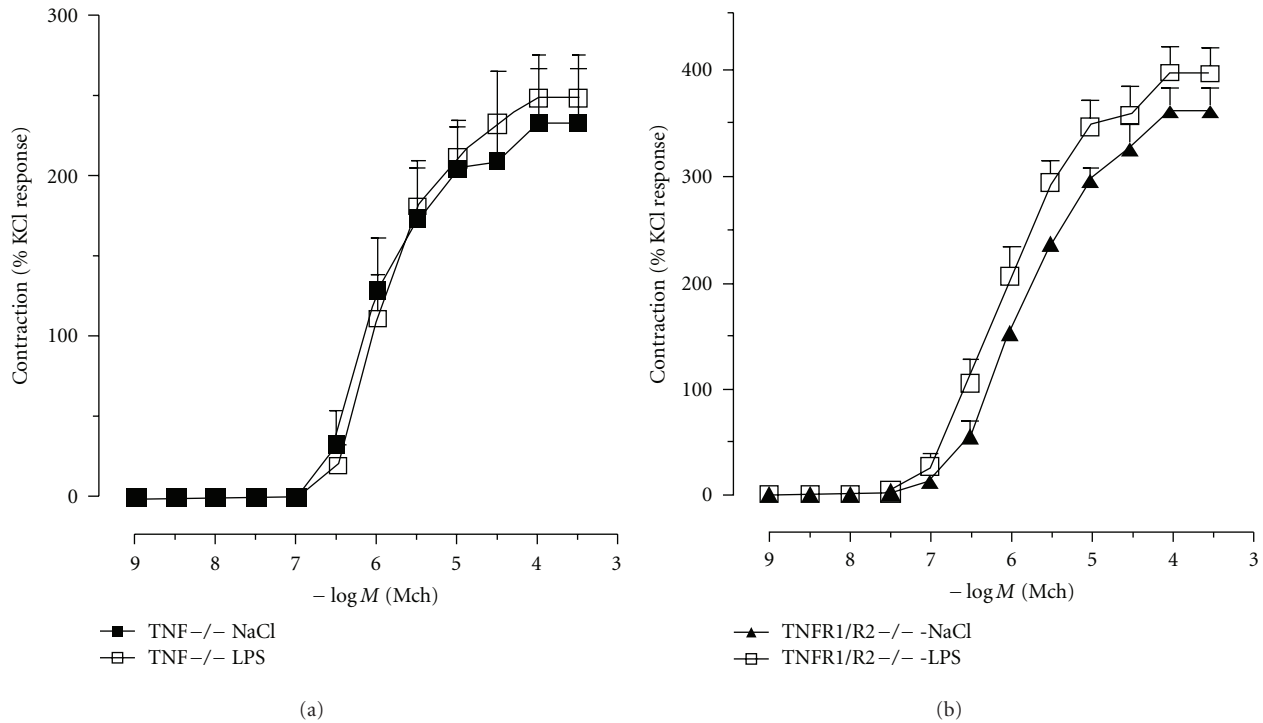 300
200
100
0
Contraction (% KCl response)
9 8 7 6 5 4 3
− log M (Mch)
TNF−/− NaCl
TNF−/− LPS
(a)
400
300
200
100
0
Contraction (% KCl response)
9 8 7 6 5 4 3
− log M (Mch)
TNFR1/R2−/− -NaCl
TNFR1/R2−/− -LPS
(b)